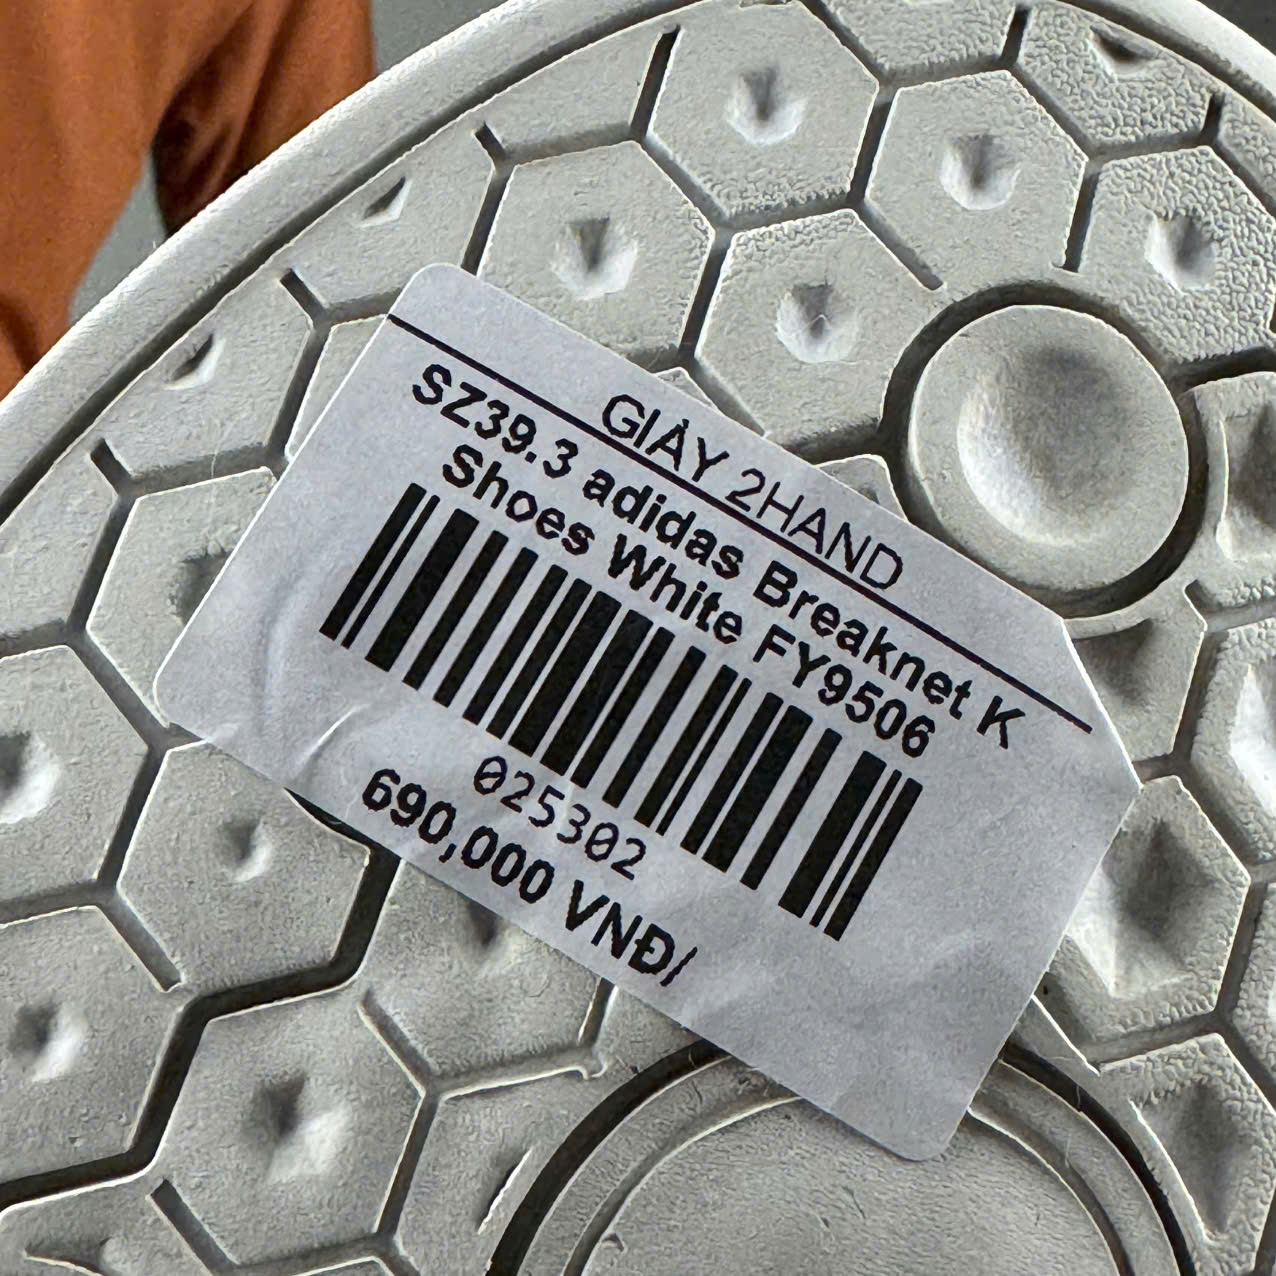 GIÀY 2HAND
SZ39.3 adidas Breaknet K
Shoes White FY9506
025302
690,000 VNĐ/